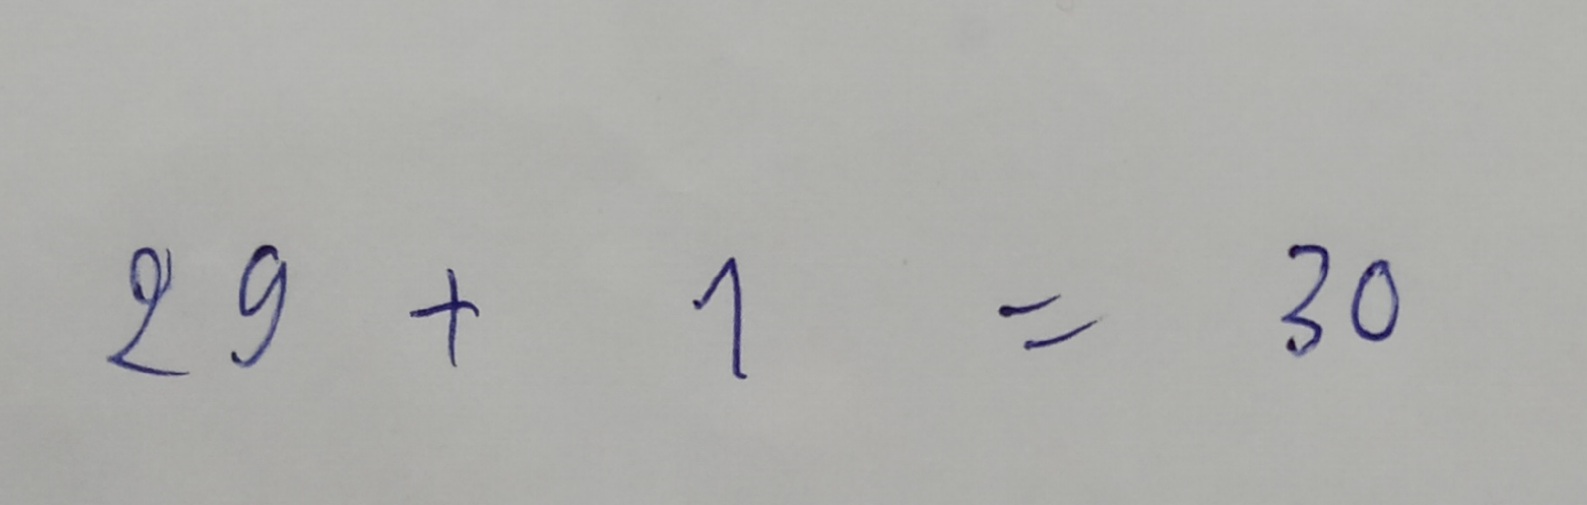 29 + 1 = 30